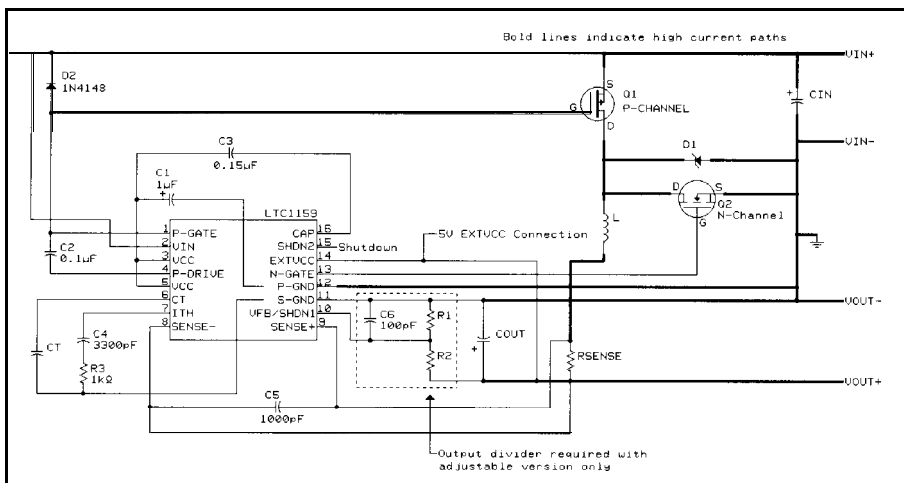 Bold lines indicate high current paths
VIN+
D2
1N4148
S
Q1
P-CHANNEL
G
D
CIN
+
VIN-
C3
0.15µF
D1
C1
1µF
+
D
S
Q2
N-Channel
G
LTC1159
L
5V EXTVCC Connection
1 P-GATE
2 VIN
3 VCC
4 P-DRIVE
5 VCC
6 CT
7 ITH
8 SENSE-
CAP 16
SHDN2 15 Shutdown
EXTVCC 14
N-GATE 13
P-GND 12
S-GND 11
VFB/SHDN1 10
SENSE+ 9
C2
0.1µF
VOUT-
C6
100pF
R1
R2
COUT
+
RSENSE
CT
C4
3300pF
R3
1kΩ
VOUT+
C5
1000pF
Output divider required with
adjustable version only